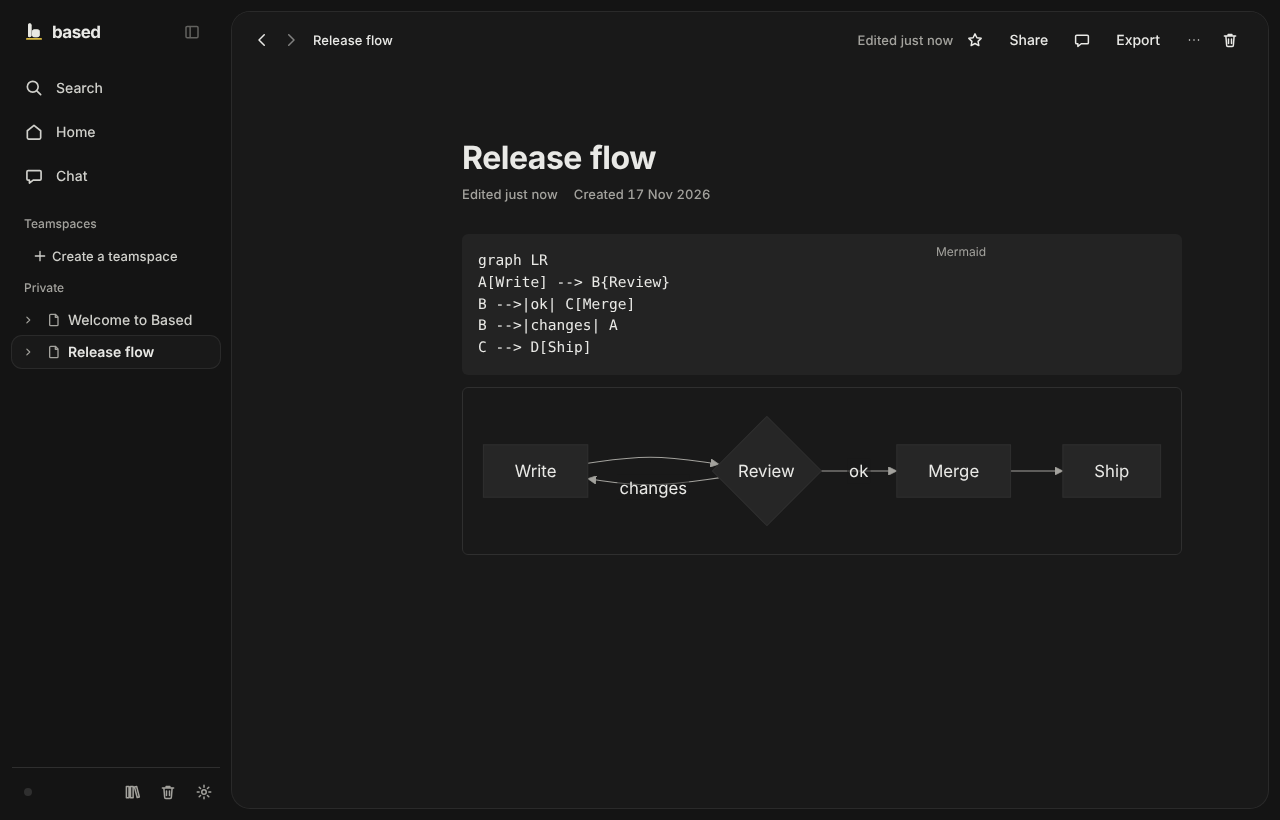 based
Search
Home
Chat
Teamspaces
Create a teamspace
Private
Welcome to Based
Release flow
Release flow
Edited just now
Share
Export
Release flow
Edited just now Created 17 Nov 2026
Mermaid
graph LR
A[Write] --> B{Review}
B -->|ok| C[Merge]
B -->|changes| A
C --> D[Ship]
Write
changes
Review
ok
Merge
Ship